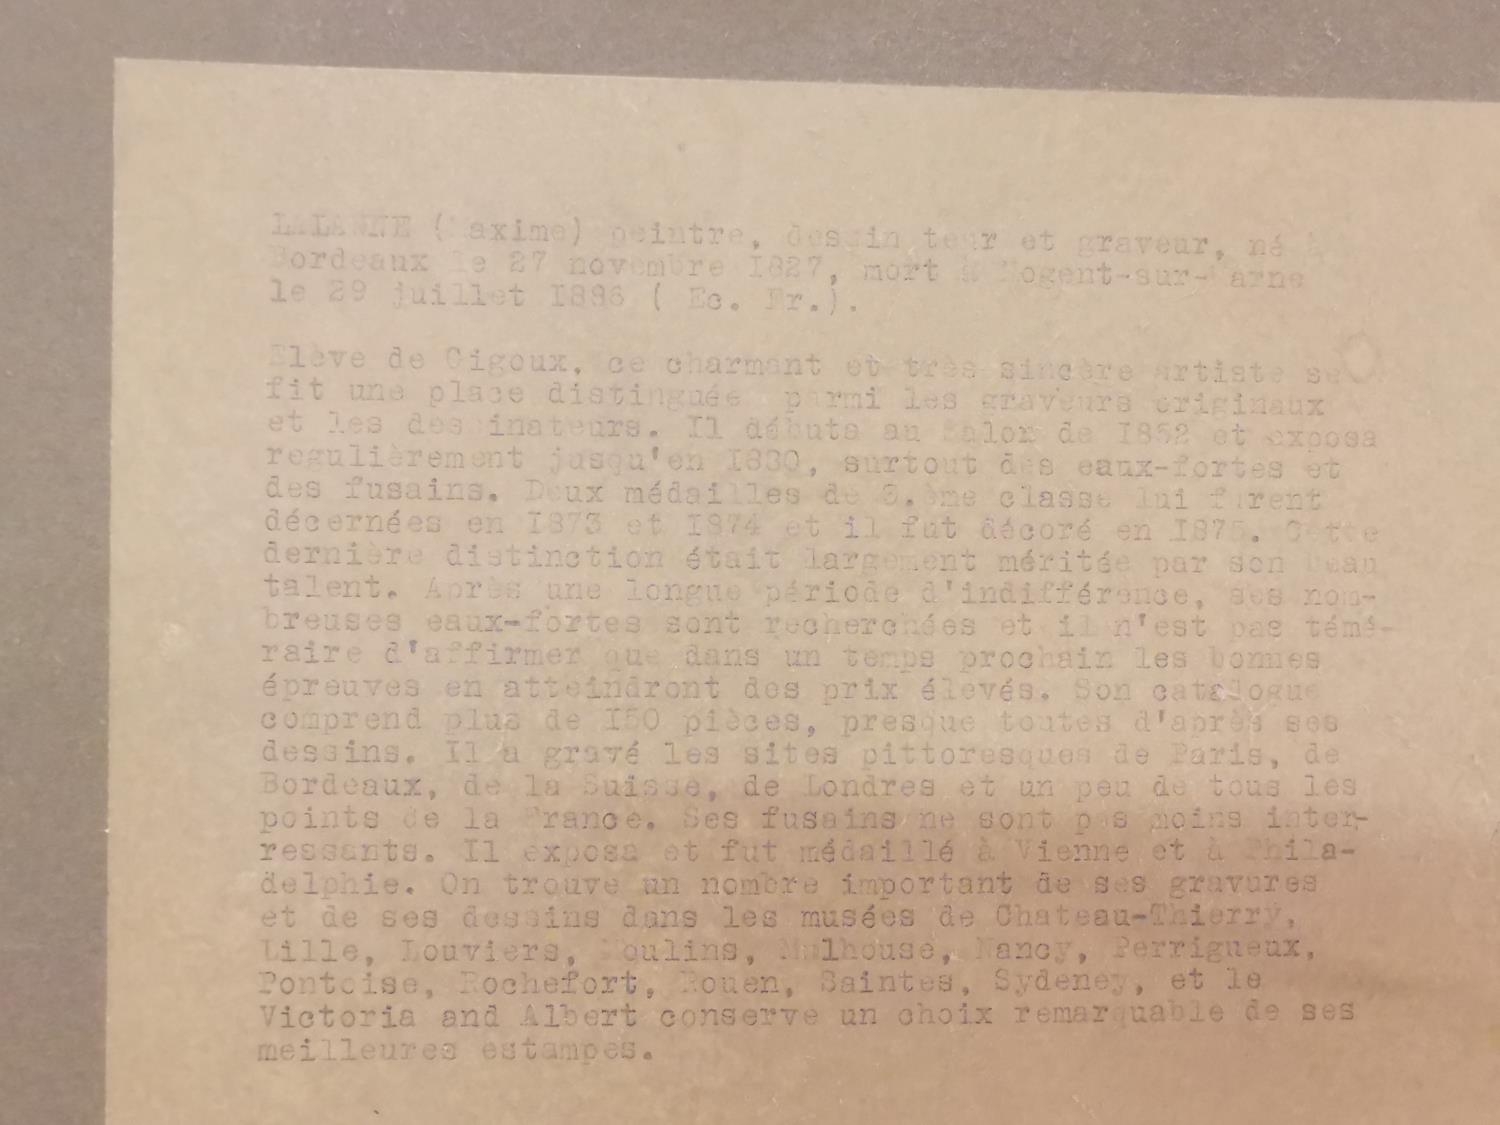 LALANNE (Maxime) peintre, dessin teur et graveur, né à
Bordeaux le 27 novembre 1827, mort à Nogent-sur-Marne
le 29 juillet 1886 ( Ec. Fr.).
Elève de Gigoux, ce charmant et très sincère artiste se
fit une place distinguée parmi les graveurs originaux
et les dessinateurs. Il débuta au Salon de 1852 et exposa
regulièrement jusqu'en 1880, surtout des eaux-fortes et
des fusains. Deux médailles de 3.ème classe lui furent
décernées en 1873 et 1874 et il fut décoré en 1875. Cette
dernière distinction était largement méritée par son beau
talent. Après une longue période d'indifférence, ses nom-
breuses eaux-fortes sont recherchées et il n'est pas témé-
raire d'affirmer que dans un temps prochain les bonnes
épreuves en atteindront des prix élevés. Son catalogue
comprend plus de 150 pièces, presque toutes d'après ses
dessins. Il a gravé les sites pittoresques de Paris, de
Bordeaux, de la Suisse, de Londres et un peu de tous les
points de la France. Ses fusains ne sont pas moins inter-
ressants. Il exposa et fut médaillé à Vienne et à Phila-
delphie. On trouve un nombre important de ses gravures
et de ses dessins dans les musées de Chateau-Thierry,
Lille, Louviers, Moulins, Mulhouse, Nancy, Perrigueux,
Pontoise, Rochefort, Rouen, Saintes, Sydeney, et le
Victoria and Albert conserve un choix remarquable de ses
meilleures estampes.